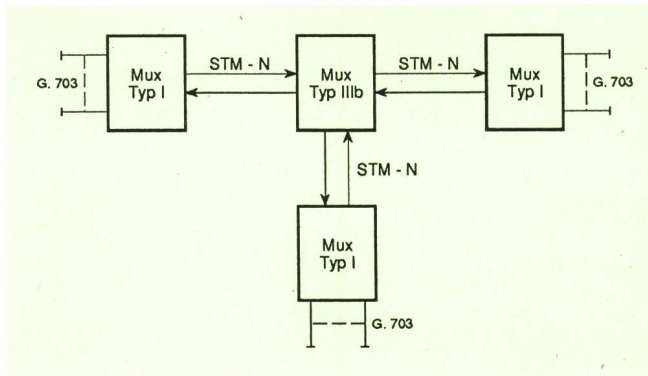 G. 703
Mux
Typ I
STM - N
Mux
Typ IIIb
STM - N
Mux
Typ I
G. 703
STM - N
Mux
Typ I
G. 703